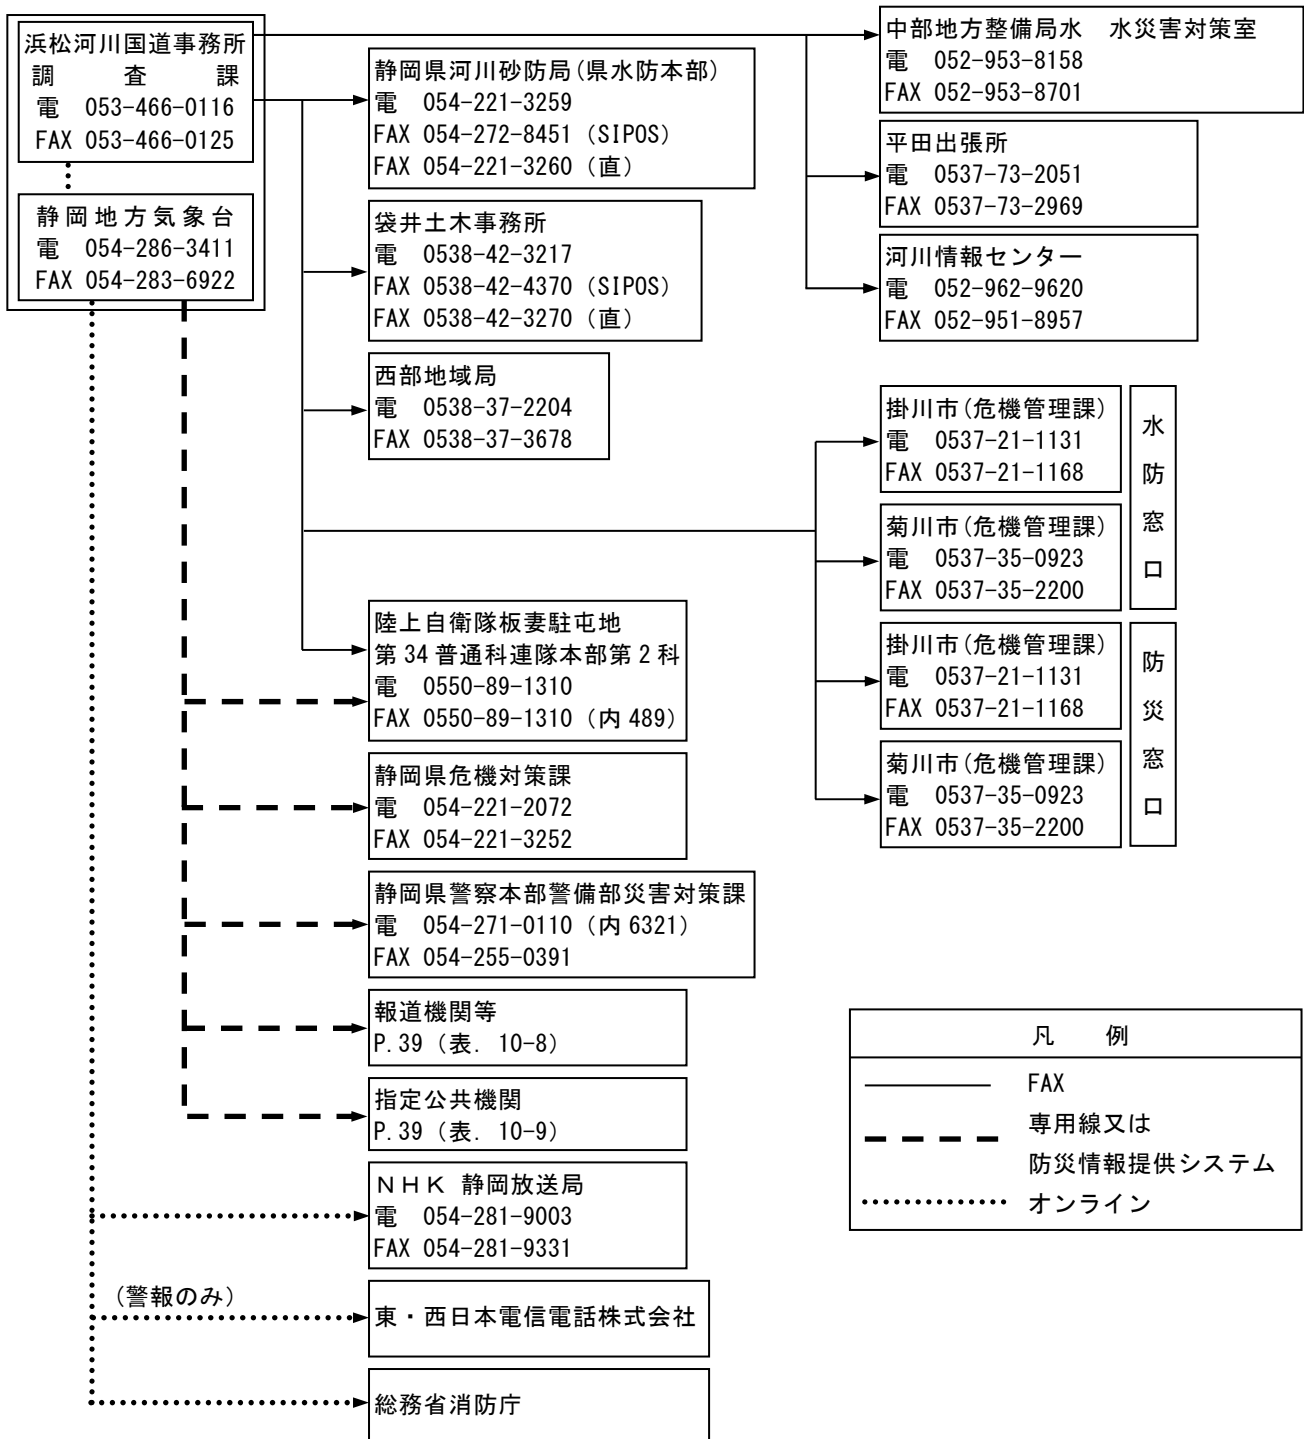 浜松河川国道事務所
調　査　課
電　053-466-0116
FAX 053-466-0125
静岡地方気象台
電　054-286-3411
FAX 054-283-6922
静岡県河川砂防局(県水防本部)
電　054-221-3259
FAX 054-272-8451（SIPOS）
FAX 054-221-3260（直）
袋井土木事務所
電　0538-42-3217
FAX 0538-42-4370（SIPOS）
FAX 0538-42-3270（直）
西部地域局
電　0538-37-2204
FAX 0538-37-3678
陸上自衛隊板妻駐屯地
第34普通科連隊本部第2科
電　0550-89-1310
FAX 0550-89-1310（内489）
静岡県危機対策課
電　054-221-2072
FAX 054-221-3252
静岡県警察本部警備部災害対策課
電　054-271-0110（内6321）
FAX 054-255-0391
報道機関等
P.39（表. 10-8）
指定公共機関
P.39（表. 10-9）
ＮＨＫ 静岡放送局
電　054-281-9003
FAX 054-281-9331
（警報のみ）
東・西日本電信電話株式会社
総務省消防庁
中部地方整備局水　水災害対策室
電　052-953-8158
FAX 052-953-8701
平田出張所
電　0537-73-2051
FAX 0537-73-2969
河川情報センター
電　052-962-9620
FAX 052-951-8957
掛川市(危機管理課)
電　0537-21-1131
FAX 0537-21-1168
菊川市(危機管理課)
電　0537-35-0923
FAX 0537-35-2200
水防窓口
掛川市(危機管理課)
電　0537-21-1131
FAX 0537-21-1168
菊川市(危機管理課)
電　0537-35-0923
FAX 0537-35-2200
防災窓口
凡　例
FAX
専用線又は
防災情報提供システム
オンライン